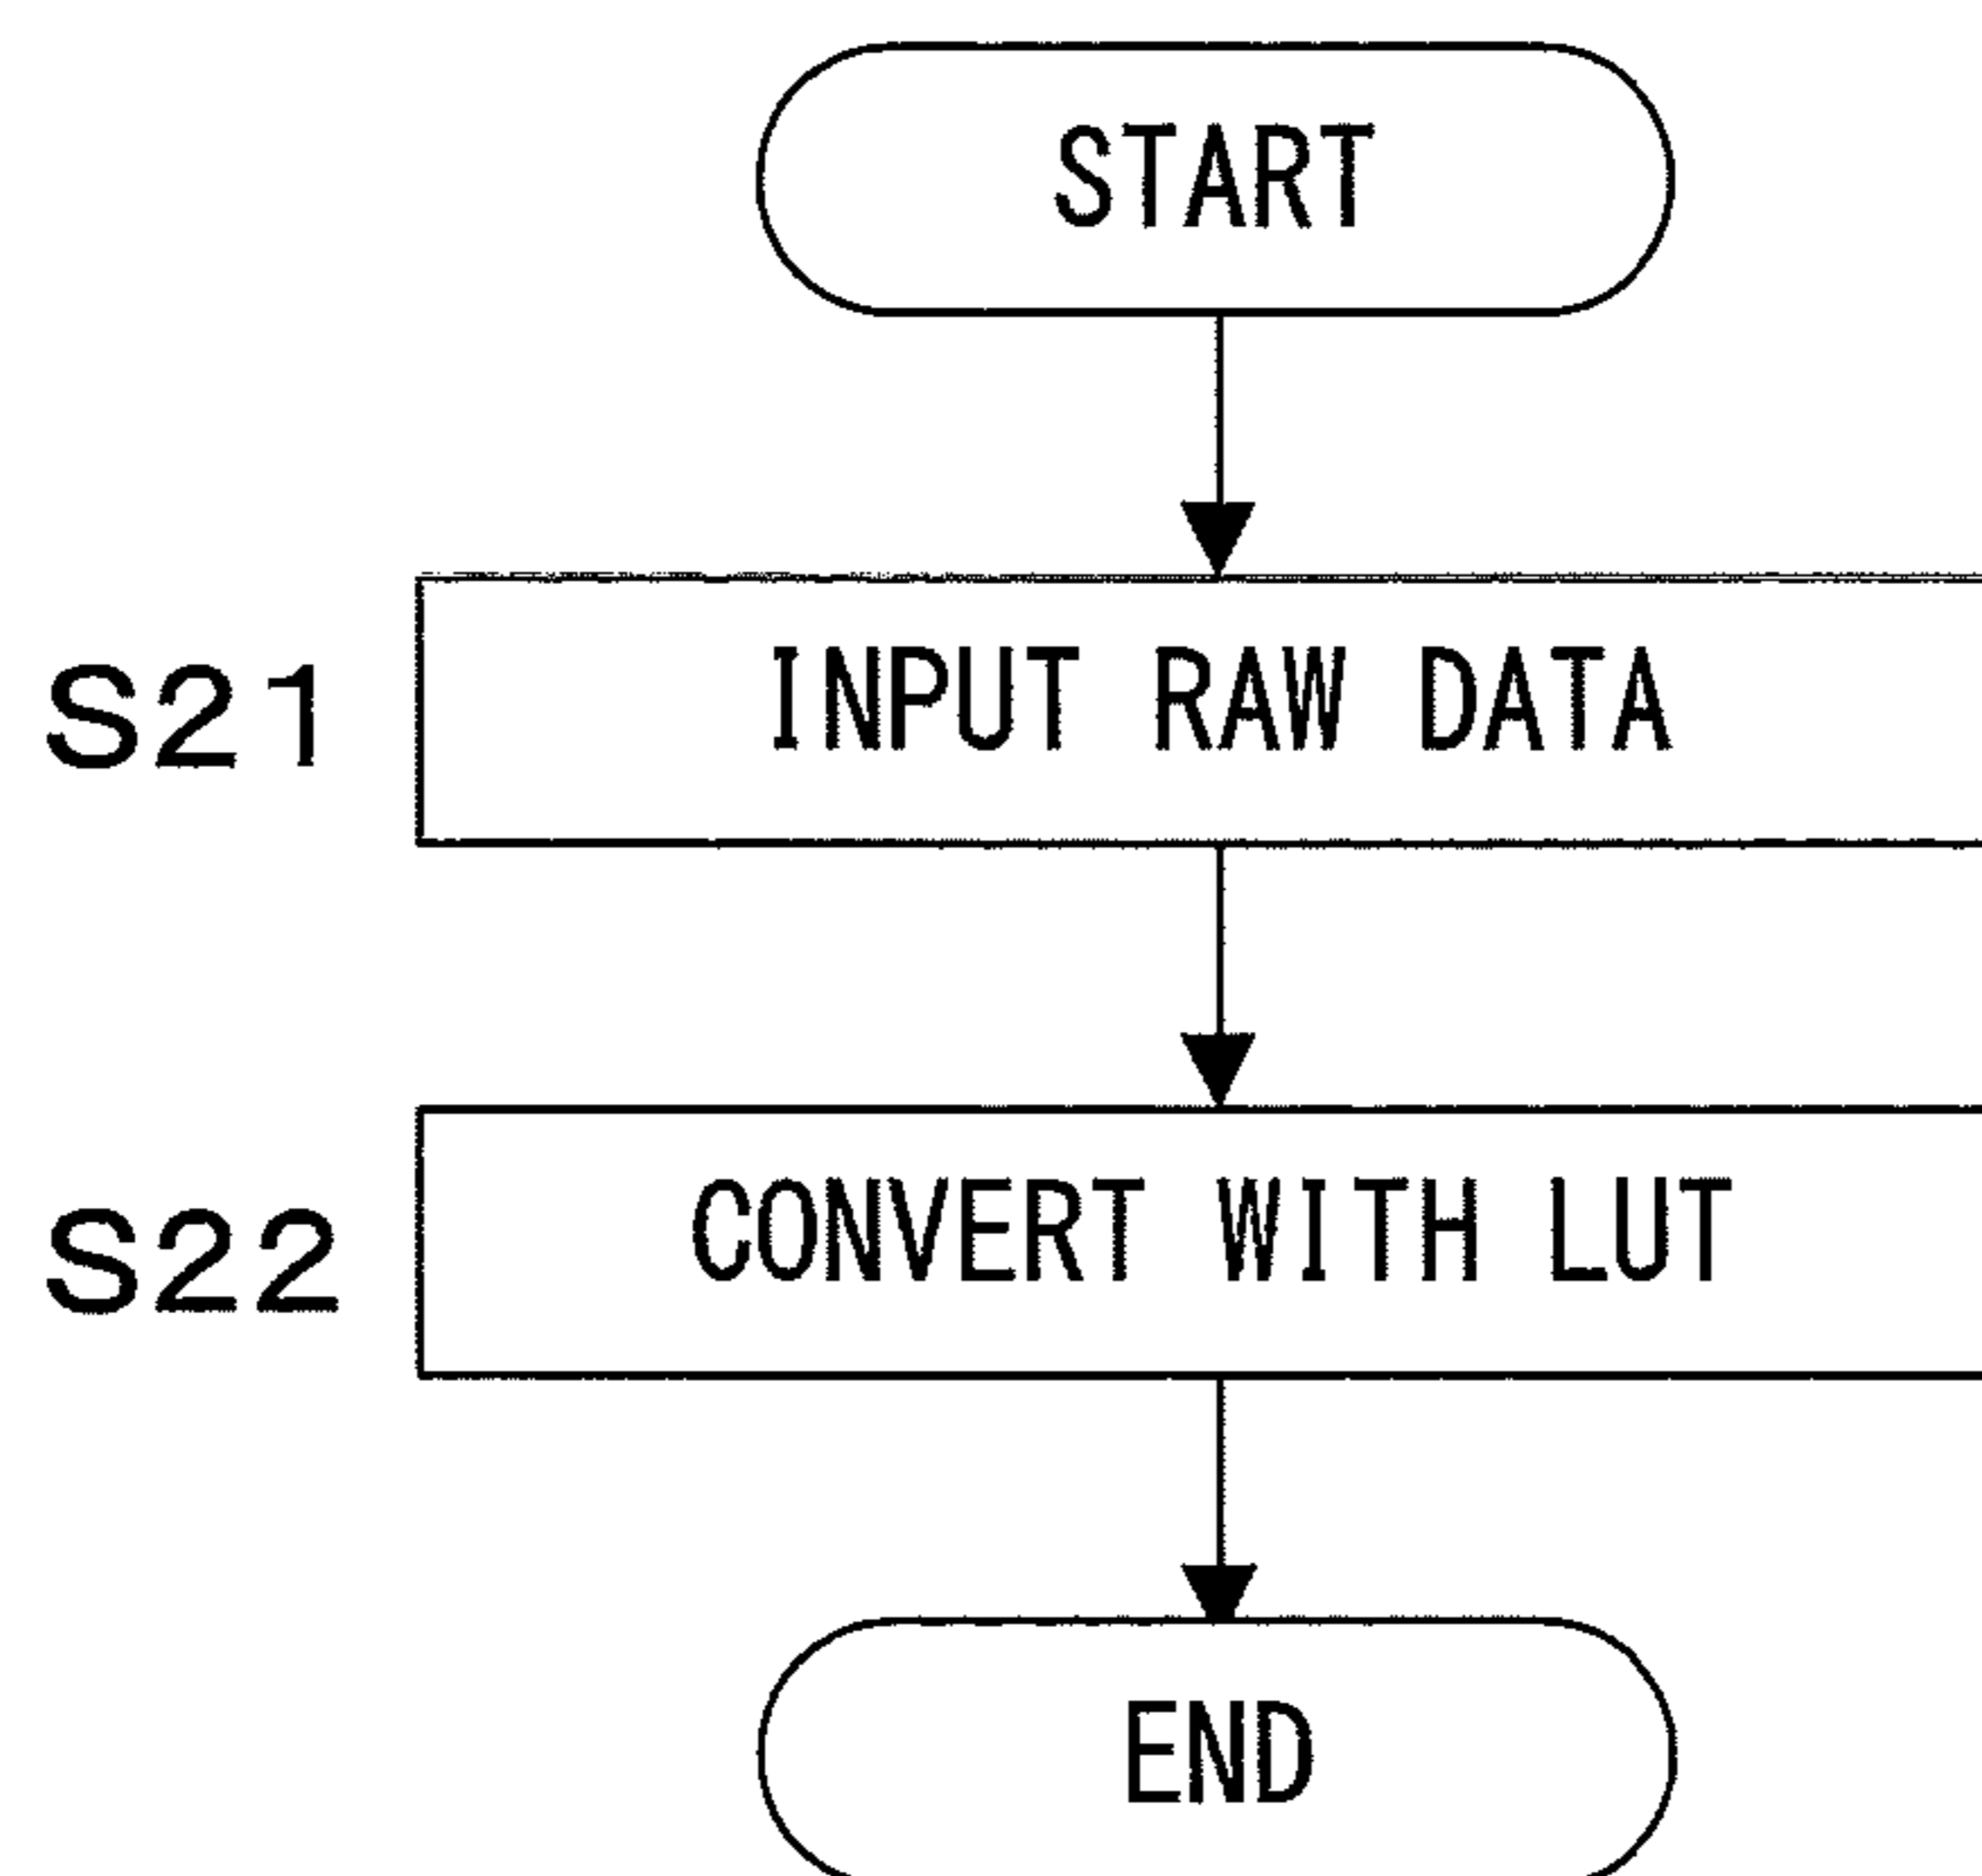 START
S21 INPUT RAW DATA
S22 CONVERT WITH LUT
END